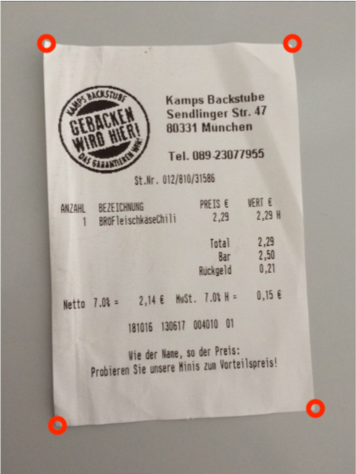 KAMPS BACKSTUBE
GEBACKEN
WIRD HIER!
DAS GARANTIEREN WIR!
Kamps Backstube
Sendlinger Str. 47
80331 München
Tel. 089-23077955
St.Nr. 012/810/31586
ANZAHL BEZEICHNUNG PREIS € WERT €
1 BROFleischkäseChili 2,29 2,29 H
Total 2,29
Bar 2,50
Rückgeld 0,21
Netto 7.0% = 2,14 € MwSt. 7.0% H = 0,15 €
181016 130617 004010 01
Wie der Name, so der Preis:
Probieren Sie unsere Minis zum Vorteilspreis!